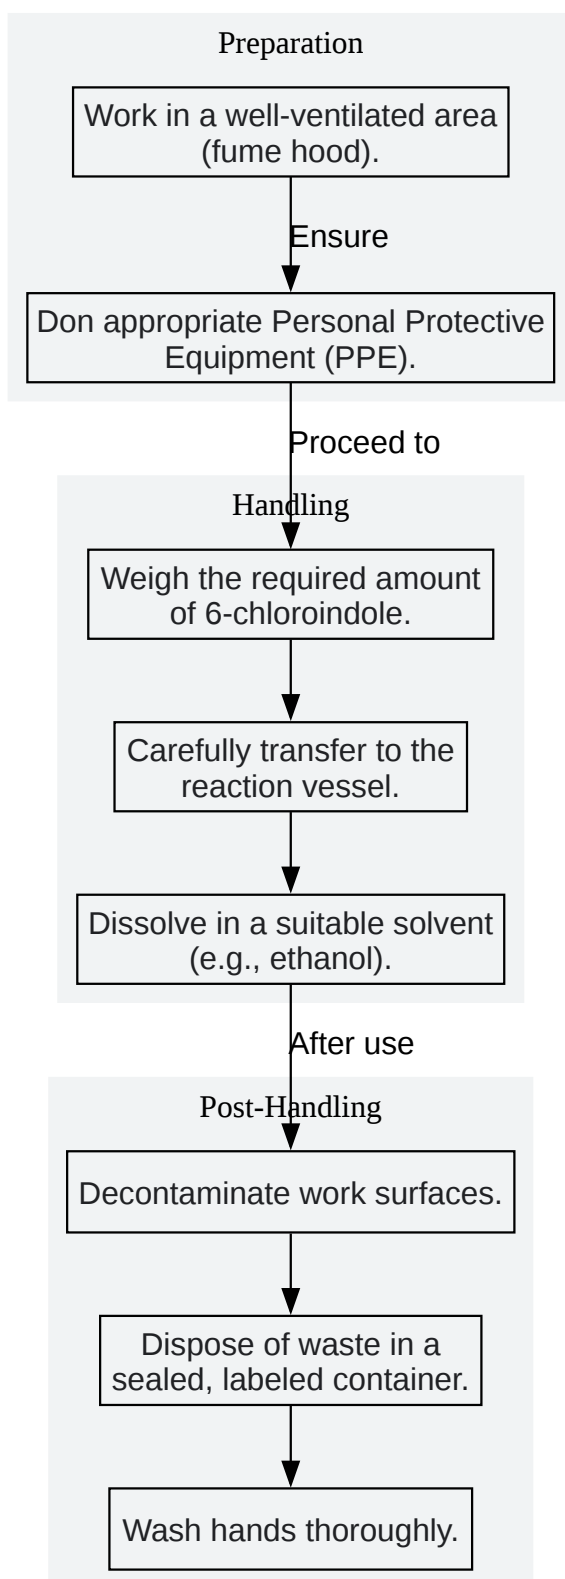 Preparation
Work in a well-ventilated area
(fume hood).
Ensure
Don appropriate Personal Protective
Equipment (PPE).
Proceed to
Handling
Weigh the required amount
of 6-chloroindole.
Carefully transfer to the
reaction vessel.
Dissolve in a suitable solvent
(e.g., ethanol).
After use
Post-Handling
Decontaminate work surfaces.
Dispose of waste in a
sealed, labeled container.
Wash hands thoroughly.